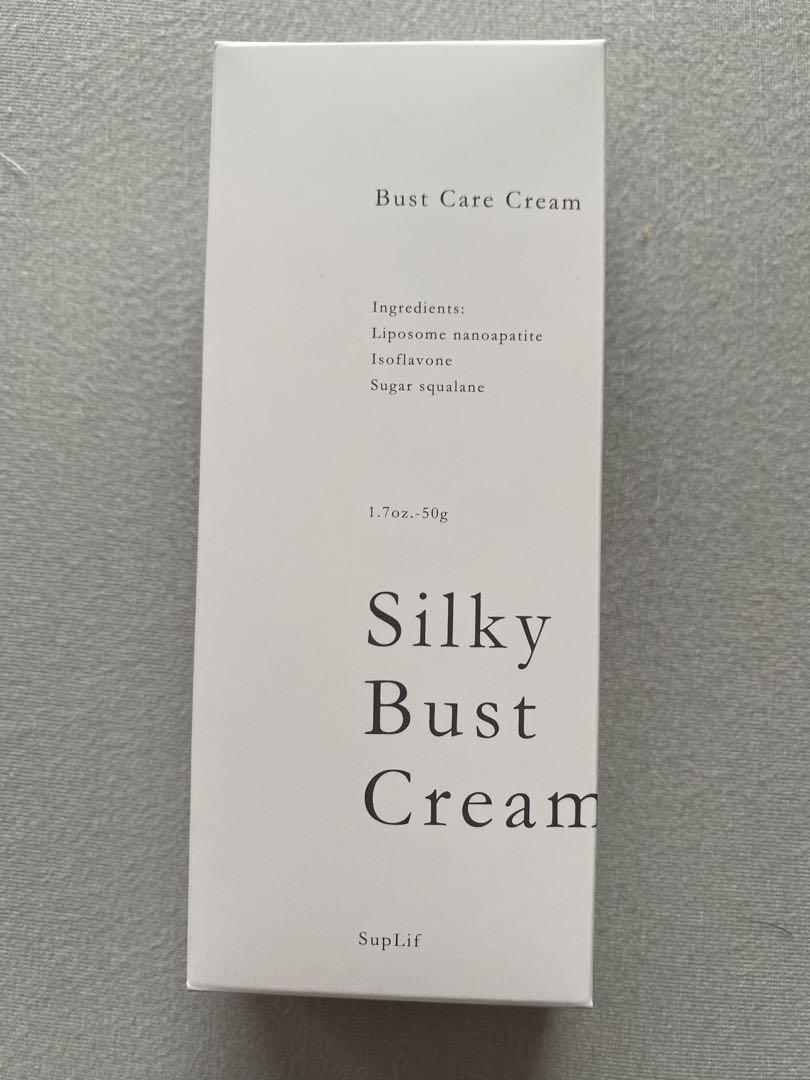 Bust Care Cream
Ingredients:
Liposome nanoapatite
Isoflavone
Sugar squalane
1.7oz.-50g
Silky
Bust
Cream
SupLif